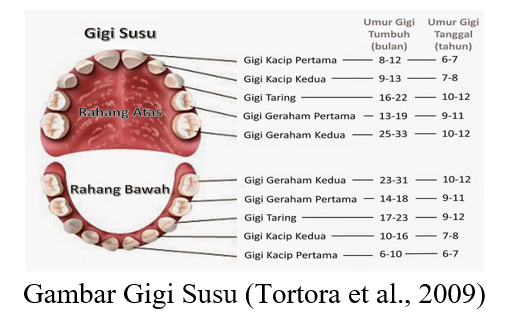 Gigi Susu
Umur Gigi Tumbuh (bulan)
Umur Gigi Tanggal (tahun)
Rahang Atas
Gigi Kacip Pertama 8-12 6-7
Gigi Kacip Kedua 9-13 7-8
Gigi Taring 16-22 10-12
Gigi Geraham Pertama 13-19 9-11
Gigi Geraham Kedua 25-33 10-12
Rahang Bawah
Gigi Geraham Kedua 23-31 10-12
Gigi Geraham Pertama 14-18 9-11
Gigi Taring 17-23 9-12
Gigi Kacip Kedua 10-16 7-8
Gigi Kacip Pertama 6-10 6-7
Gambar Gigi Susu (Tortora et al., 2009)